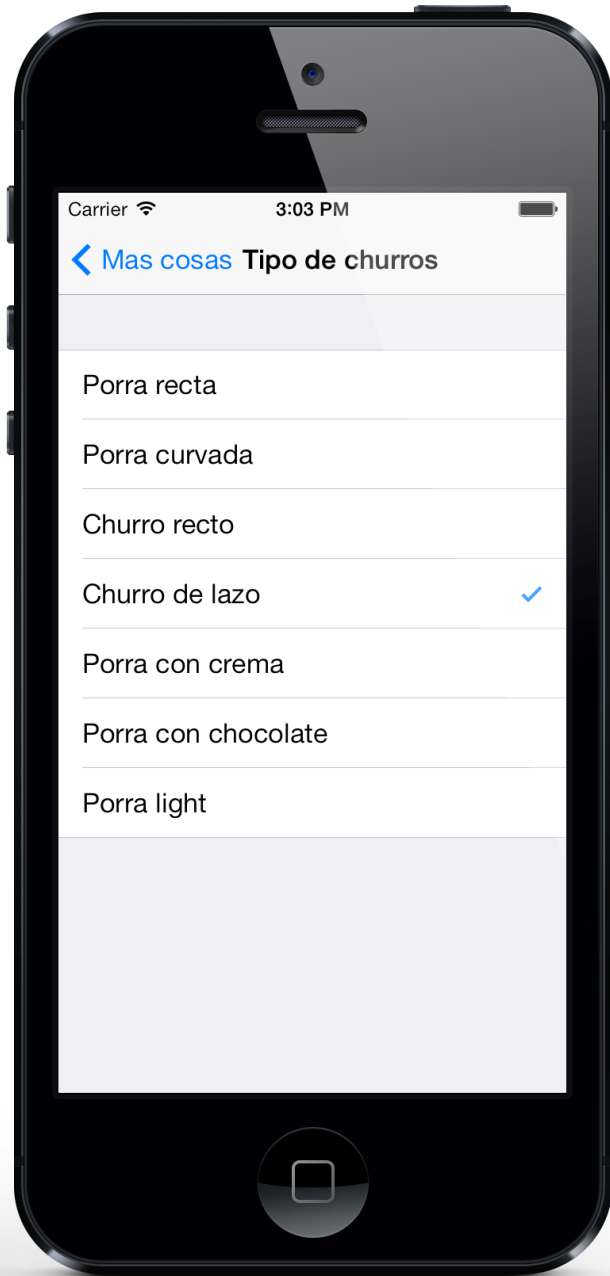 Carrier 3:03 PM
Mas cosas Tipo de churros
Porra recta
Porra curvada
Churro recto
Churro de lazo
Porra con crema
Porra con chocolate
Porra light